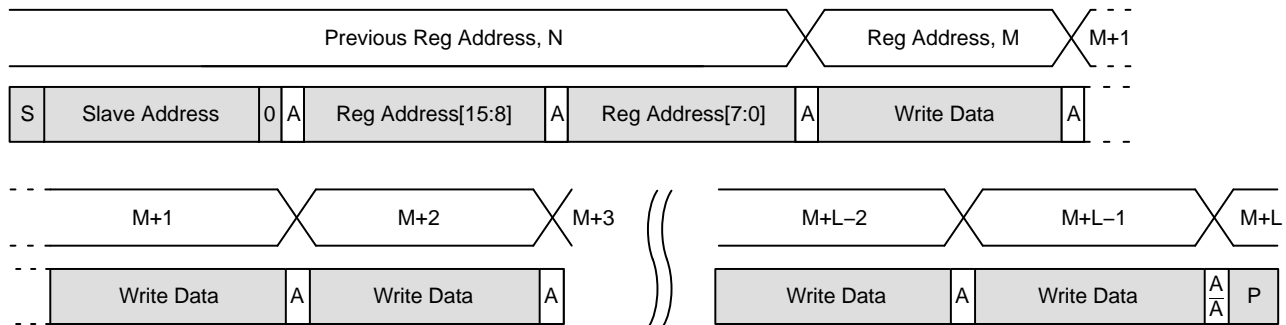 Previous Reg Address, N Reg Address, M M+1
S Slave Address 0 A Reg Address[15:8] A Reg Address[7:0] A Write Data A
M+1 M+2 M+3 M+L−2 M+L−1 M+L
Write Data A Write Data A Write Data A Write Data A P
A